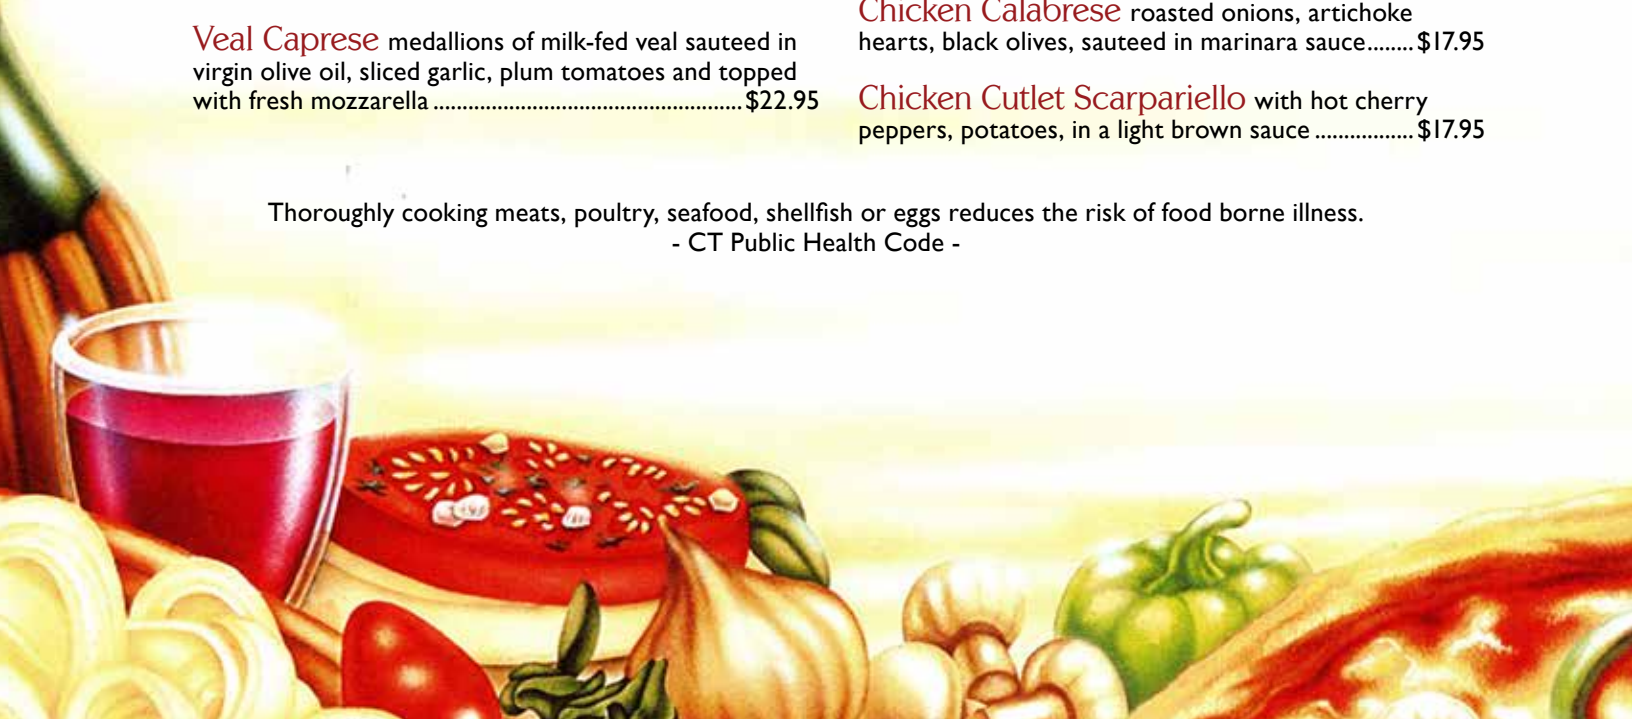 Veal Caprese medallions of milk-fed veal sauteed in
virgin olive oil, sliced garlic, plum tomatoes and topped
with fresh mozzarella ..................................................... $22.95
Chicken Calabrese roasted onions, artichoke
hearts, black olives, sauteed in marinara sauce........ $17.95
Chicken Cutlet Scarpariello with hot cherry
peppers, potatoes, in a light brown sauce ................. $17.95
Thoroughly cooking meats, poultry, seafood, shellfish or eggs reduces the risk of food borne illness.
- CT Public Health Code -